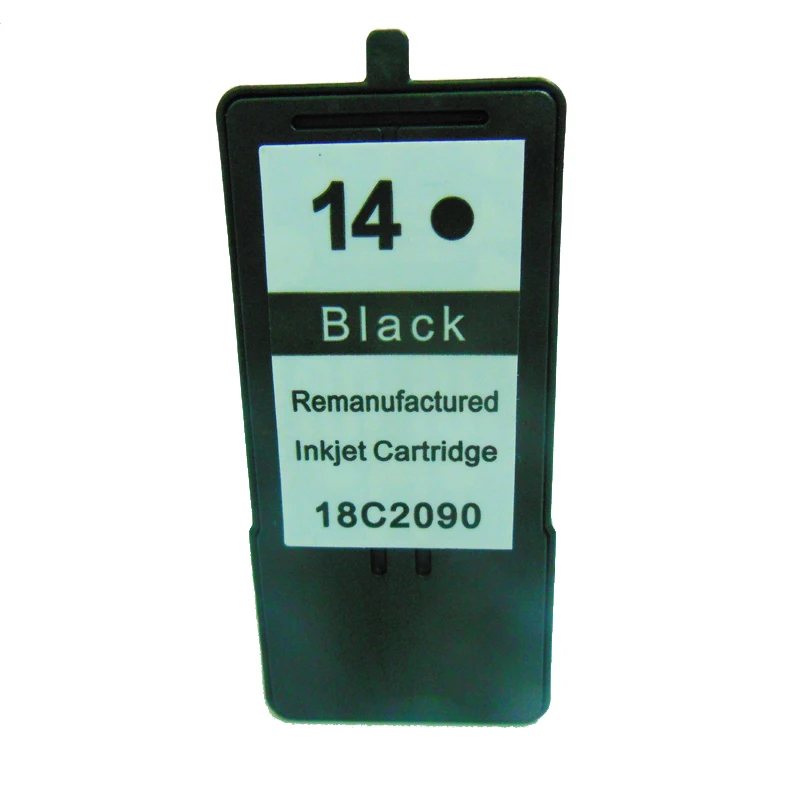 14
Black
Remanufactured
Inkjet Cartridge
18C2090